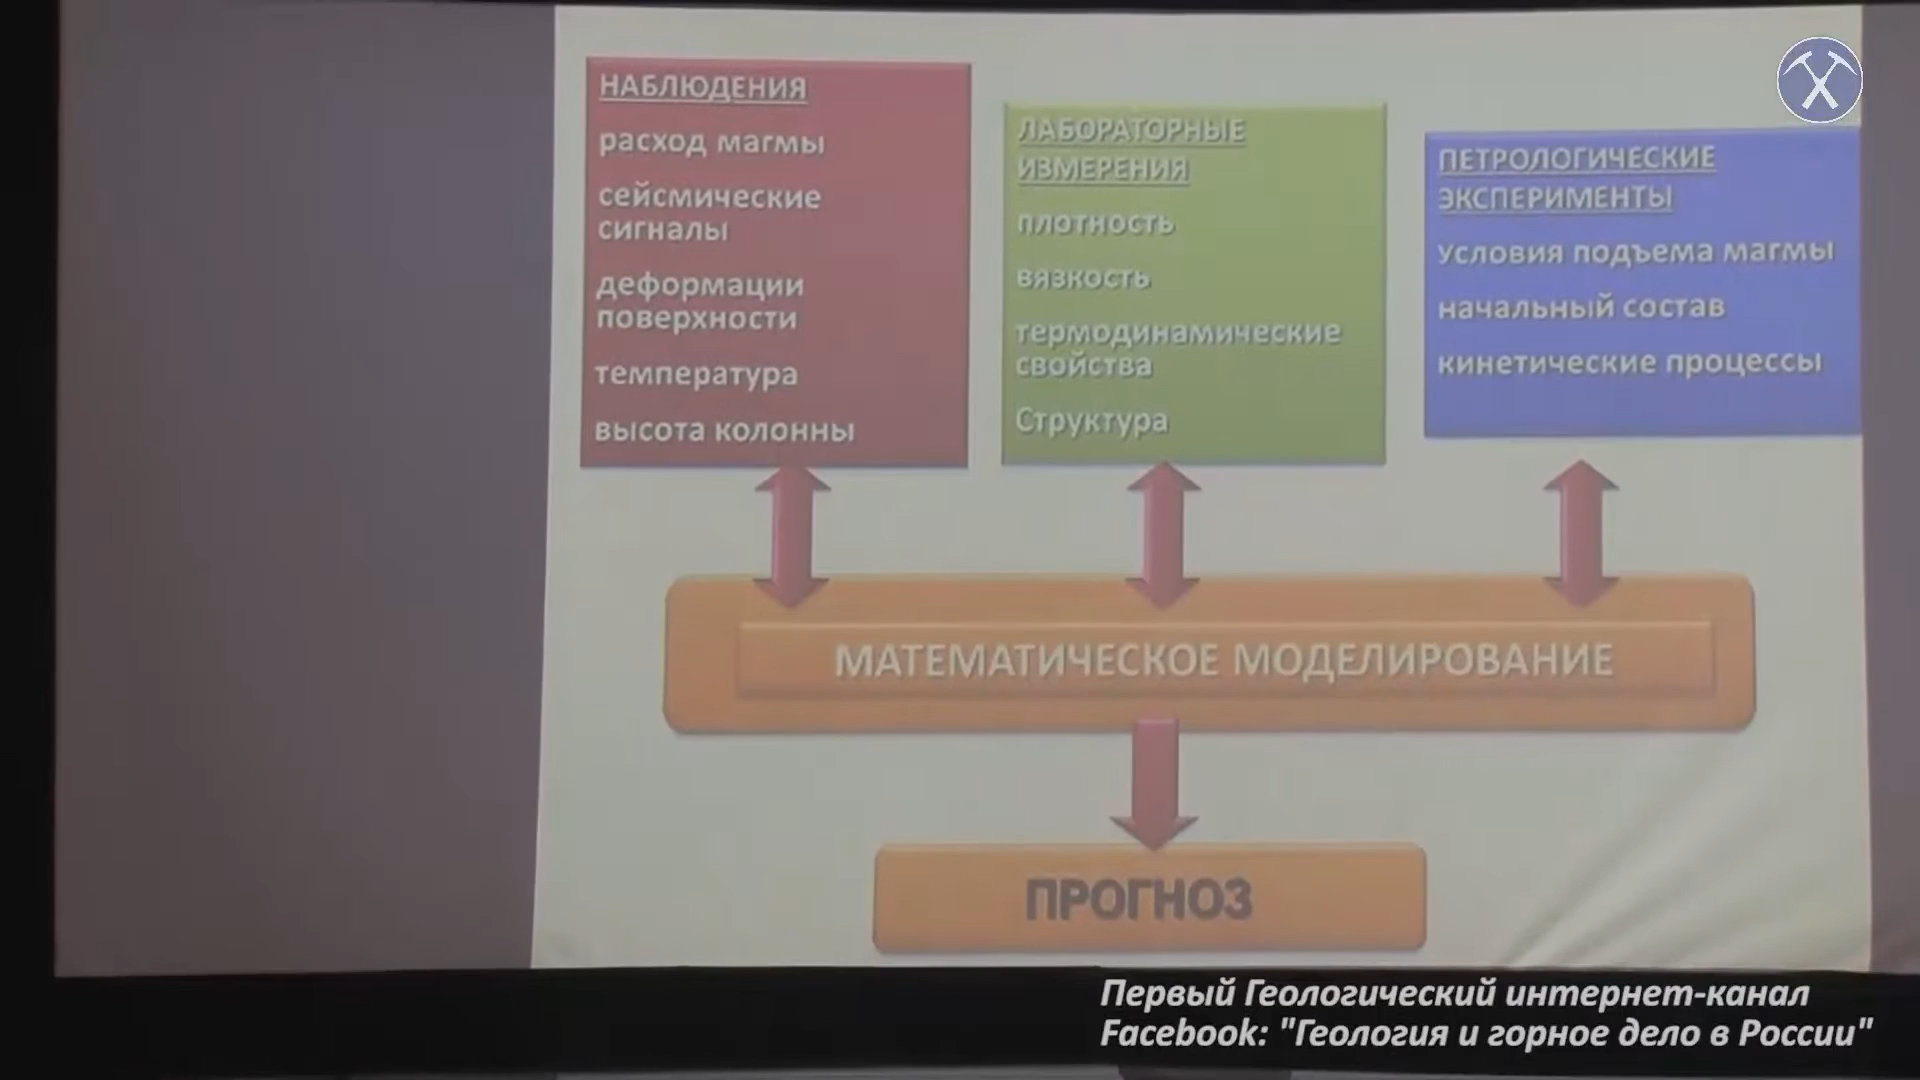 НАБЛЮДЕНИЯ
расход магмы
сейсмические
сигналы
деформации
поверхности
температура
высота колонны
ЛАБОРАТОРНЫЕ
ИЗМЕРЕНИЯ
плотность
вязкость
термодинамические
свойства
Структура
ПЕТРОЛОГИЧЕСКИЕ
ЭКСПЕРИМЕНТЫ
Условия подъема магмы
начальный состав
кинетические процессы
МАТЕМАТИЧЕСКОЕ МОДЕЛИРОВАНИЕ
ПРОГНОЗ
Первый Геологический интернет-канал
Facebook: "Геология и горное дело в России"